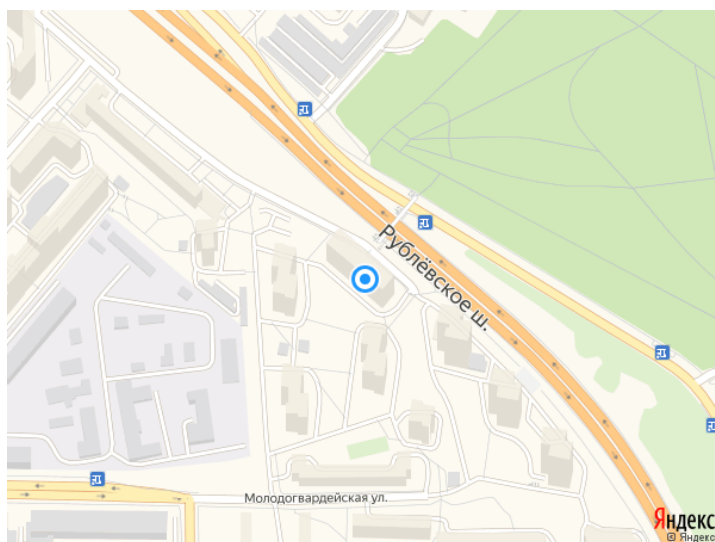 Рублёвское ш.
Молодогвардейская ул.
Яндекс
© Яндекс